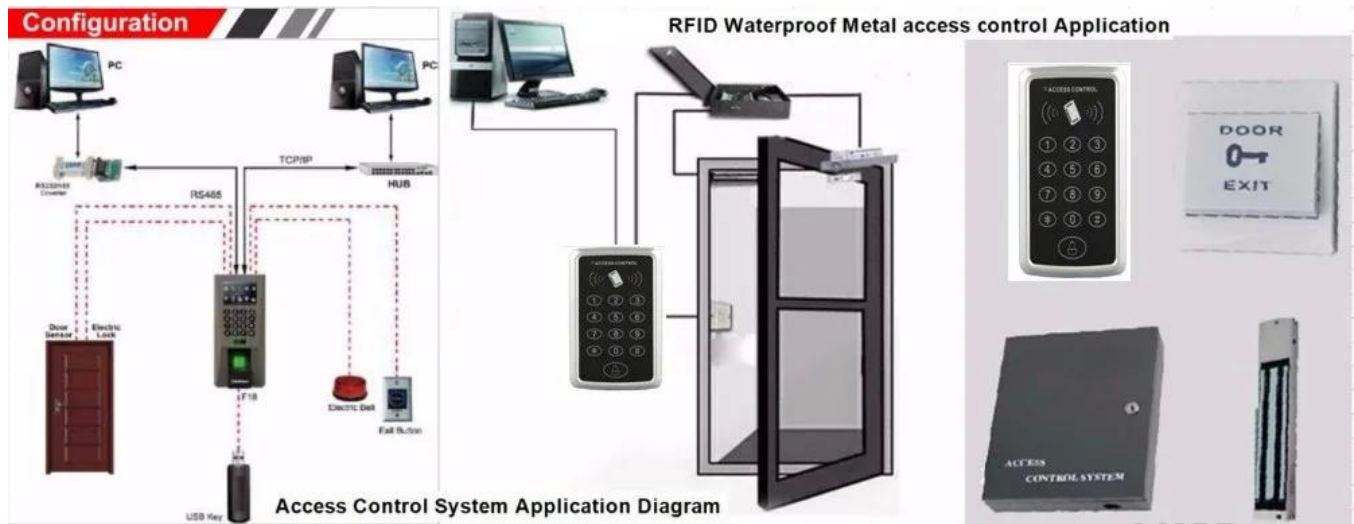 Configuration
PC
PC
TCP/IP
HUB
RS485
Door
Sensor
Electric
Lock
F18
Electric Bell
Exit Button
USB Key
Access Control System Application Diagram
RFID Waterproof Metal access control Application
ACCESS CONTROL
1 2 3
4 5 6
7 8 9
* 0 #
ACCESS CONTROL
1 2 3
4 5 6
7 8 9
* 0 #
DOOR
EXIT
ACCESS
CONTROL SYSTEM